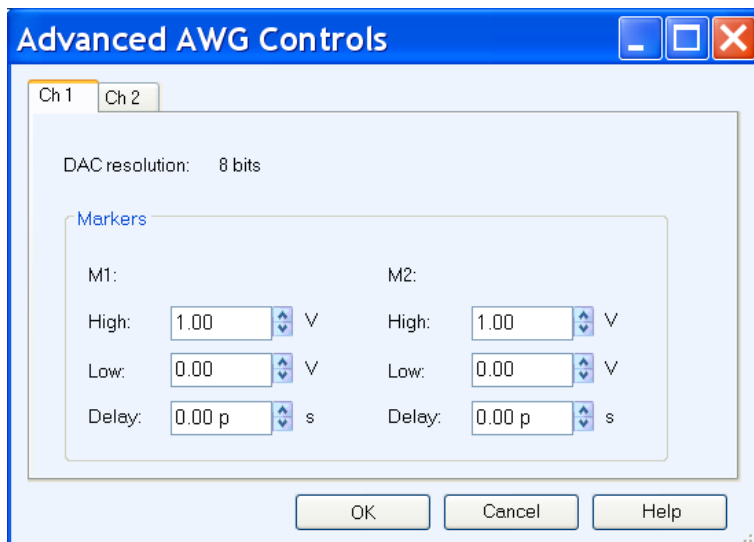 Advanced AWG Controls
Ch 1 Ch 2
DAC resolution: 8 bits
Markers
M1: M2:
High: 1.00 V High: 1.00 V
Low: 0.00 V Low: 0.00 V
Delay: 0.00 p s Delay: 0.00 p s
OK Cancel Help